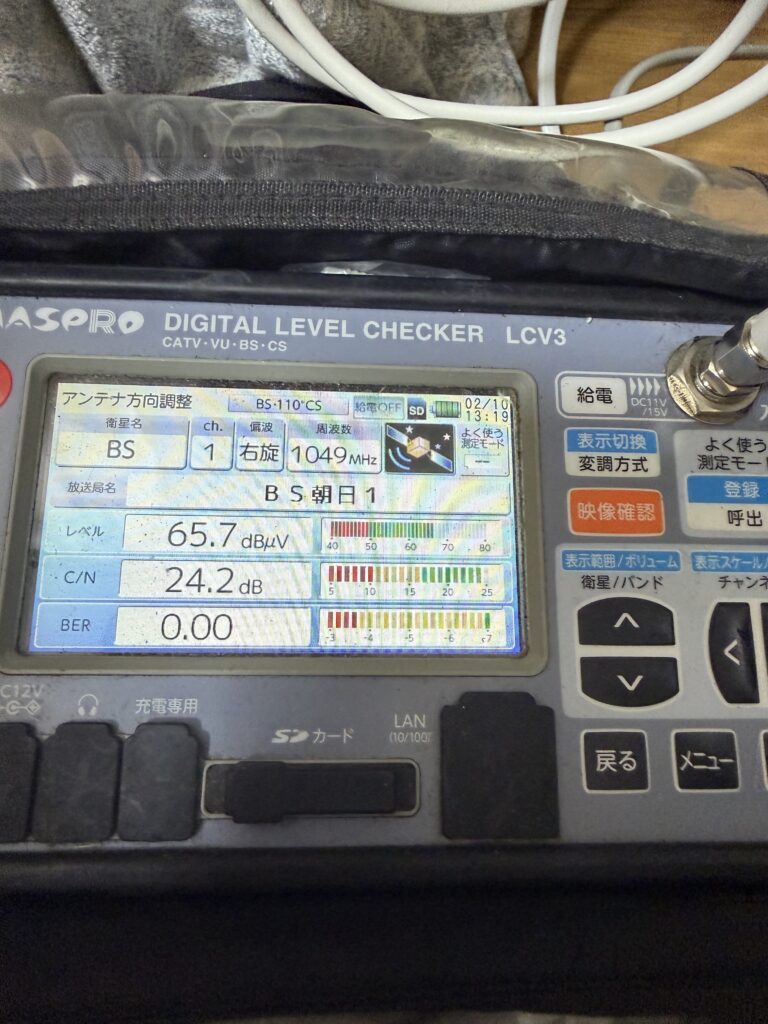 MASPRO DIGITAL LEVEL CHECKER LCV3
CATV・VU・BS・CS
アンテナ方向調整 BS・110°CS 給電OFF SD 02/10 13:19
衛星名 ch. 偏波 周波数 よく使う測定モード
BS 1 右旋 1049MHz ---
放送局名 BS朝日1
レベル 65.7 dBμV
40 50 60 70 80
C/N 24.2 dB
5 10 15 20 25
BER 0.00
-3 -4 -5 -6 -7
給電 DC11V/15V
表示切換
変調方式
よく使う
測定モード
映像確認
登録
呼出
表示範囲/ボリューム
衛星/バンド
表示スケール/
チャンネ
戻る メニュー
DC12V 充電専用
SDカード
LAN
(10/100)